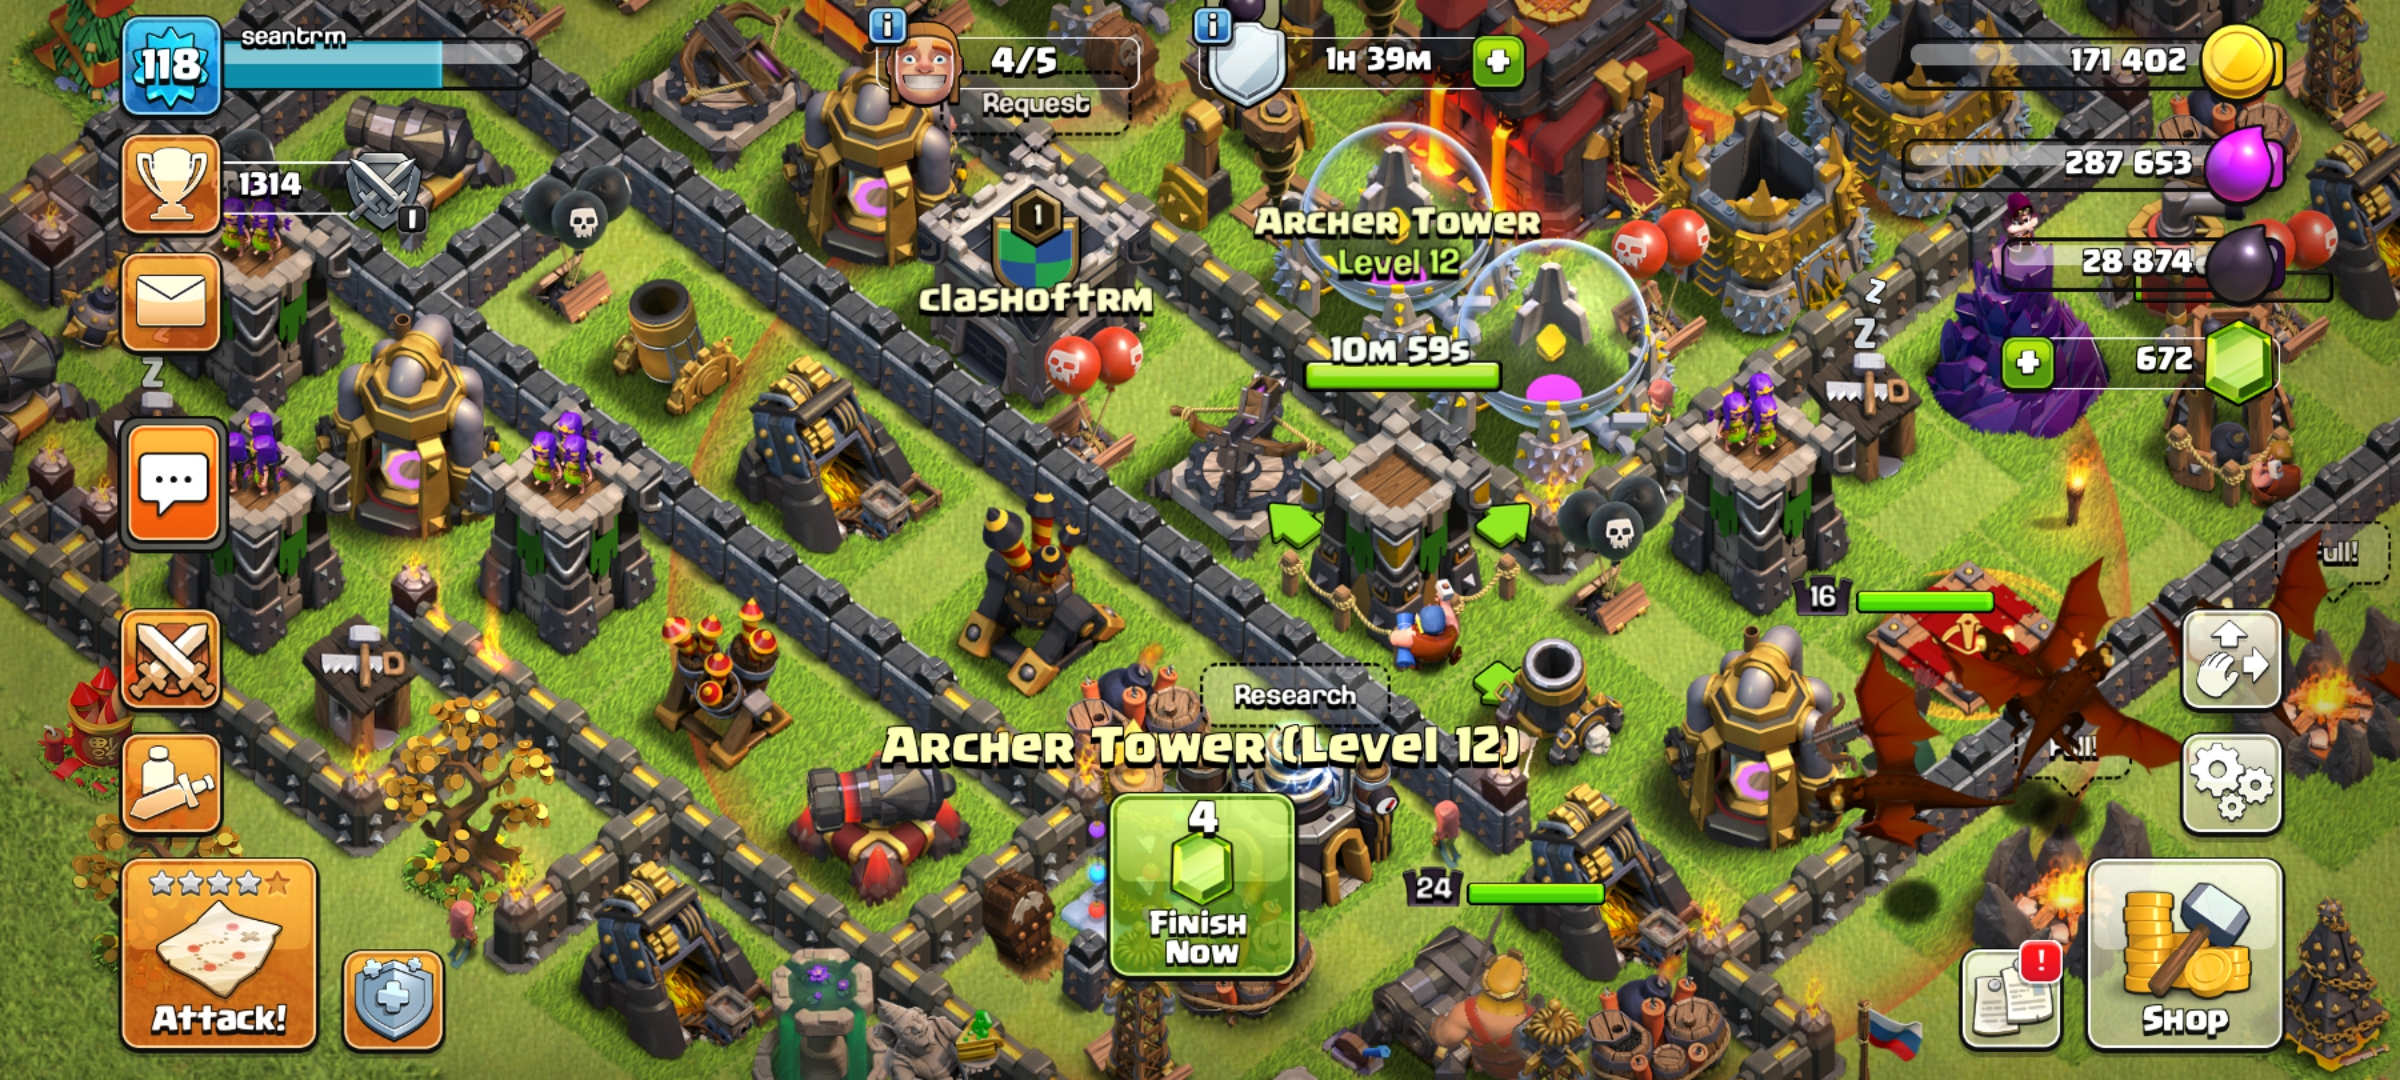 118
seantrm
i
4/5
i
1h 39m
171 402
Request
287 653
1314
I
1
Archer Tower
Level 12
28 874
clashoftrm
z
z
10m 59s
672
z
ull!
16
Research
Archer Tower (Level 12)
4
Finish
Now
24
!
Attack!
Shop